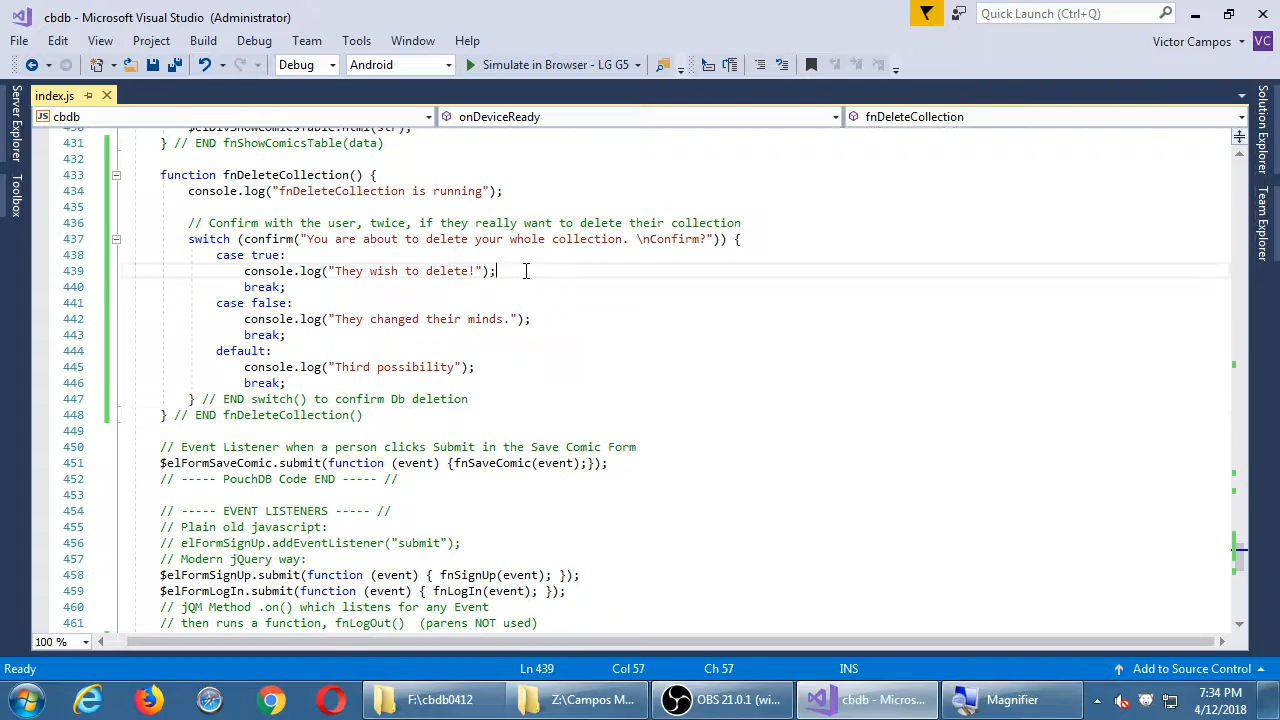 cbdb - Microsoft Visual Studio (Administrator)
Quick Launch (Ctrl+Q)
File Edit View Project Build Debug Team Tools Window Help
Victor Campos VC
Debug Android Simulate in Browser - LG G5
index.js
cbdb onDeviceReady fnDeleteCollection
Server Explorer
Toolbox
Solution Explorer
Team Explorer
430 $elDivShowComicsTable.html(str);
431 } // END fnShowComicsTable(data)
432
433 function fnDeleteCollection() {
434 console.log("fnDeleteCollection is running");
435
436 // Confirm with the user, twice, if they really want to delete their collection
437 switch (confirm("You are about to delete your whole collection. \nConfirm?")) {
438 case true:
439 console.log("They wish to delete!");
440 break;
441 case false:
442 console.log("They changed their minds.");
443 break;
444 default:
445 console.log("Third possibility");
446 break;
447 } // END switch() to confirm Db deletion
448 } // END fnDeleteCollection()
449
450 // Event Listener when a person clicks Submit in the Save Comic Form
451 $elFormSaveComic.submit(function (event) {fnSaveComic(event);});
452 // ----- PouchDB Code END ----- //
453
454 // ----- EVENT LISTENERS ----- //
455 // Plain old javascript:
456 // elFormSignUp.addEventListener("submit");
457 // Modern jQuery way:
458 $elFormSignUp.submit(function (event) { fnSignUp(event); });
459 $elFormLogIn.submit(function (event) { fnLogIn(event); });
460 // jQM Method .on() which listens for any Event
461 // then runs a function, fnLogOut() (parens NOT used)
100 %
Ready Ln 439 Col 57 Ch 57 INS Add to Source Control
F:\cbdb0412 Z:\Campos M... OBS 21.0.1 (wi... cbdb - Micros... Magnifier 7:34 PM
4/12/2018